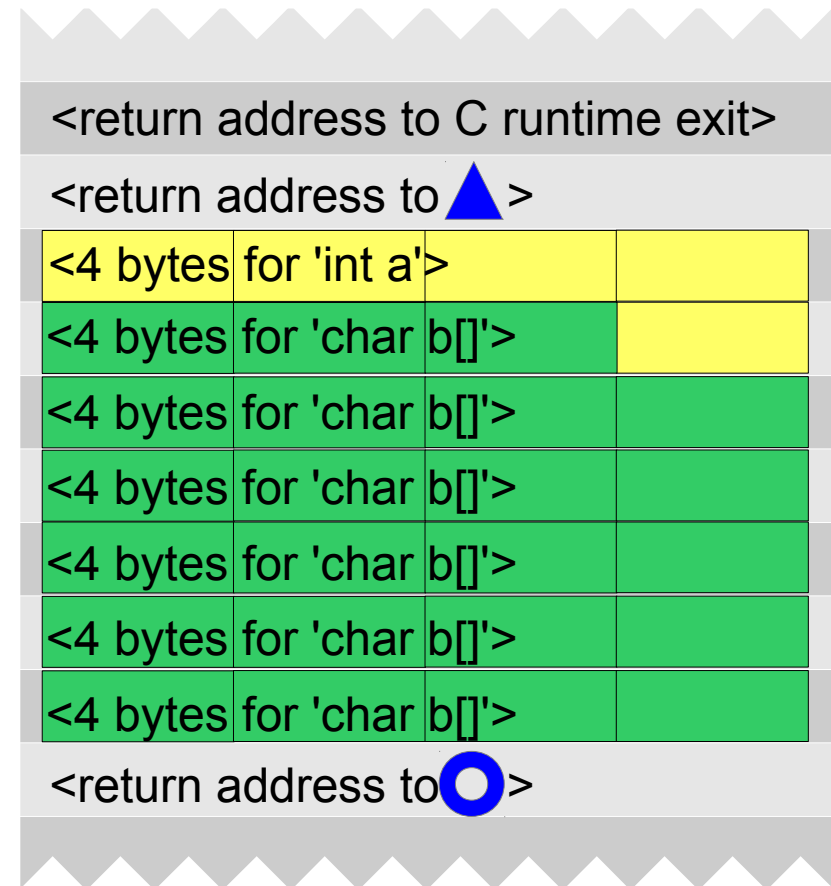 <return address to C runtime exit>
<return address to >
<4 bytes for 'int a'>
<4 bytes for 'char b[]'>
<4 bytes for 'char b[]'>
<4 bytes for 'char b[]'>
<4 bytes for 'char b[]'>
<4 bytes for 'char b[]'>
<4 bytes for 'char b[]'>
<return address to >